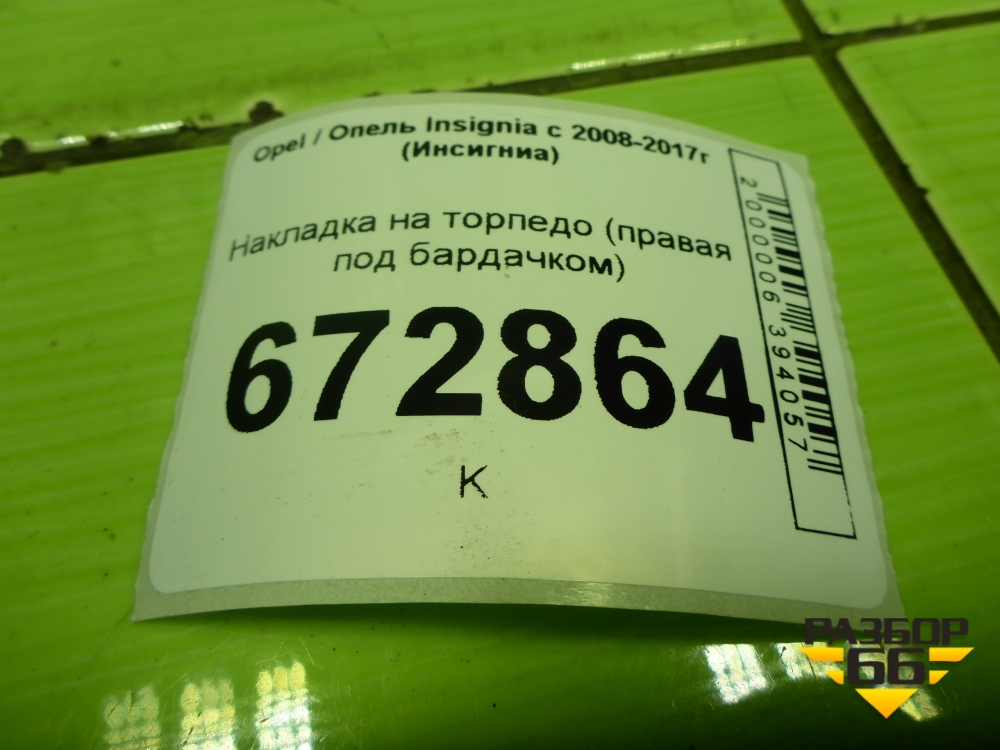 Opel / Опель Insignia с 2008-2017г
(Инсигниа)
Накладка на торпедо (правая
под бардачком)
672864
К
2000006394057
РАЗБОР
66